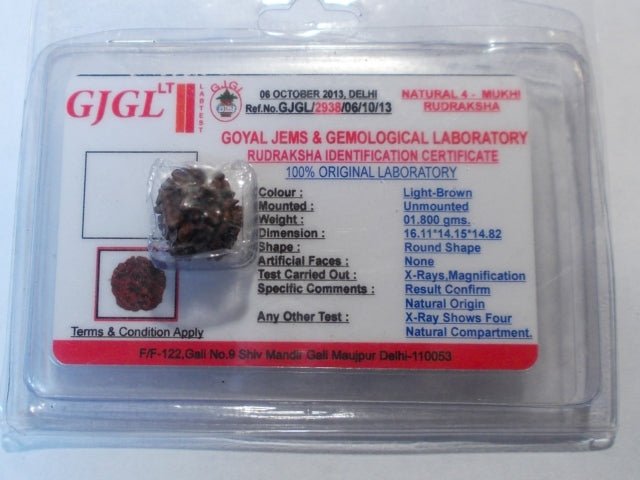 GJGL LT
LABTEST
GJGL
06 OCTOBER 2013, DELHI
Ref.No.GJGL/2938/06/10/13
NATURAL 4 - MUKHI
RUDRAKSHA
GOYAL JEMS & GEMOLOGICAL LABORATORY
RUDRAKSHA IDENTIFICATION CERTIFICATE
100% ORIGINAL LABORATORY
Colour : Light-Brown
Mounted : Unmounted
Weight : 01.800 gms.
Dimension : 16.11*14.15*14.82
Shape : Round Shape
Artificial Faces : None
Test Carried Out : X-Rays,Magnification
Specific Comments : Result Confirm
Natural Origin
Any Other Test : X-Ray Shows Four
Natural Compartment.
Terms & Condition Apply
F/F-122,Gali No.9 Shiv Mandir Gali Maujpur Delhi-110053